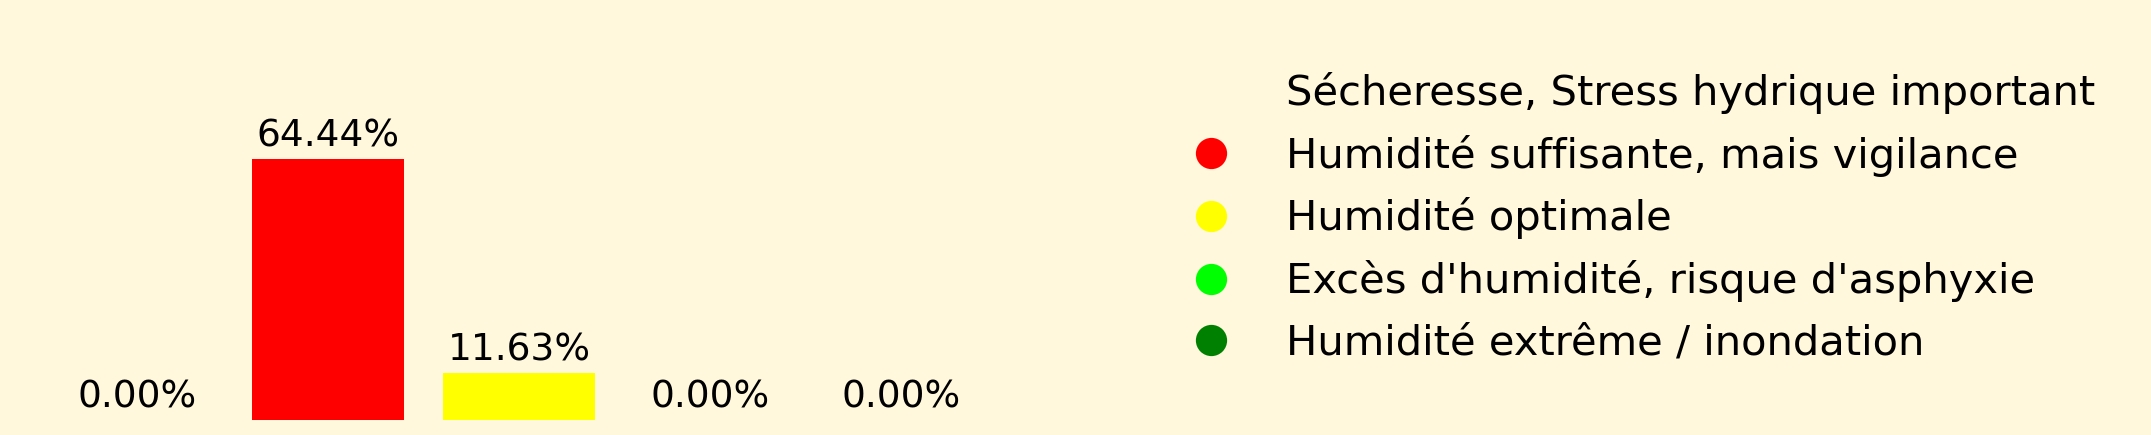 64.44%
11.63%
0.00%
0.00%
0.00%
Sécheresse, Stress hydrique important
Humidité suffisante, mais vigilance
Humidité optimale
Excès d'humidité, risque d'asphyxie
Humidité extrême / inondation